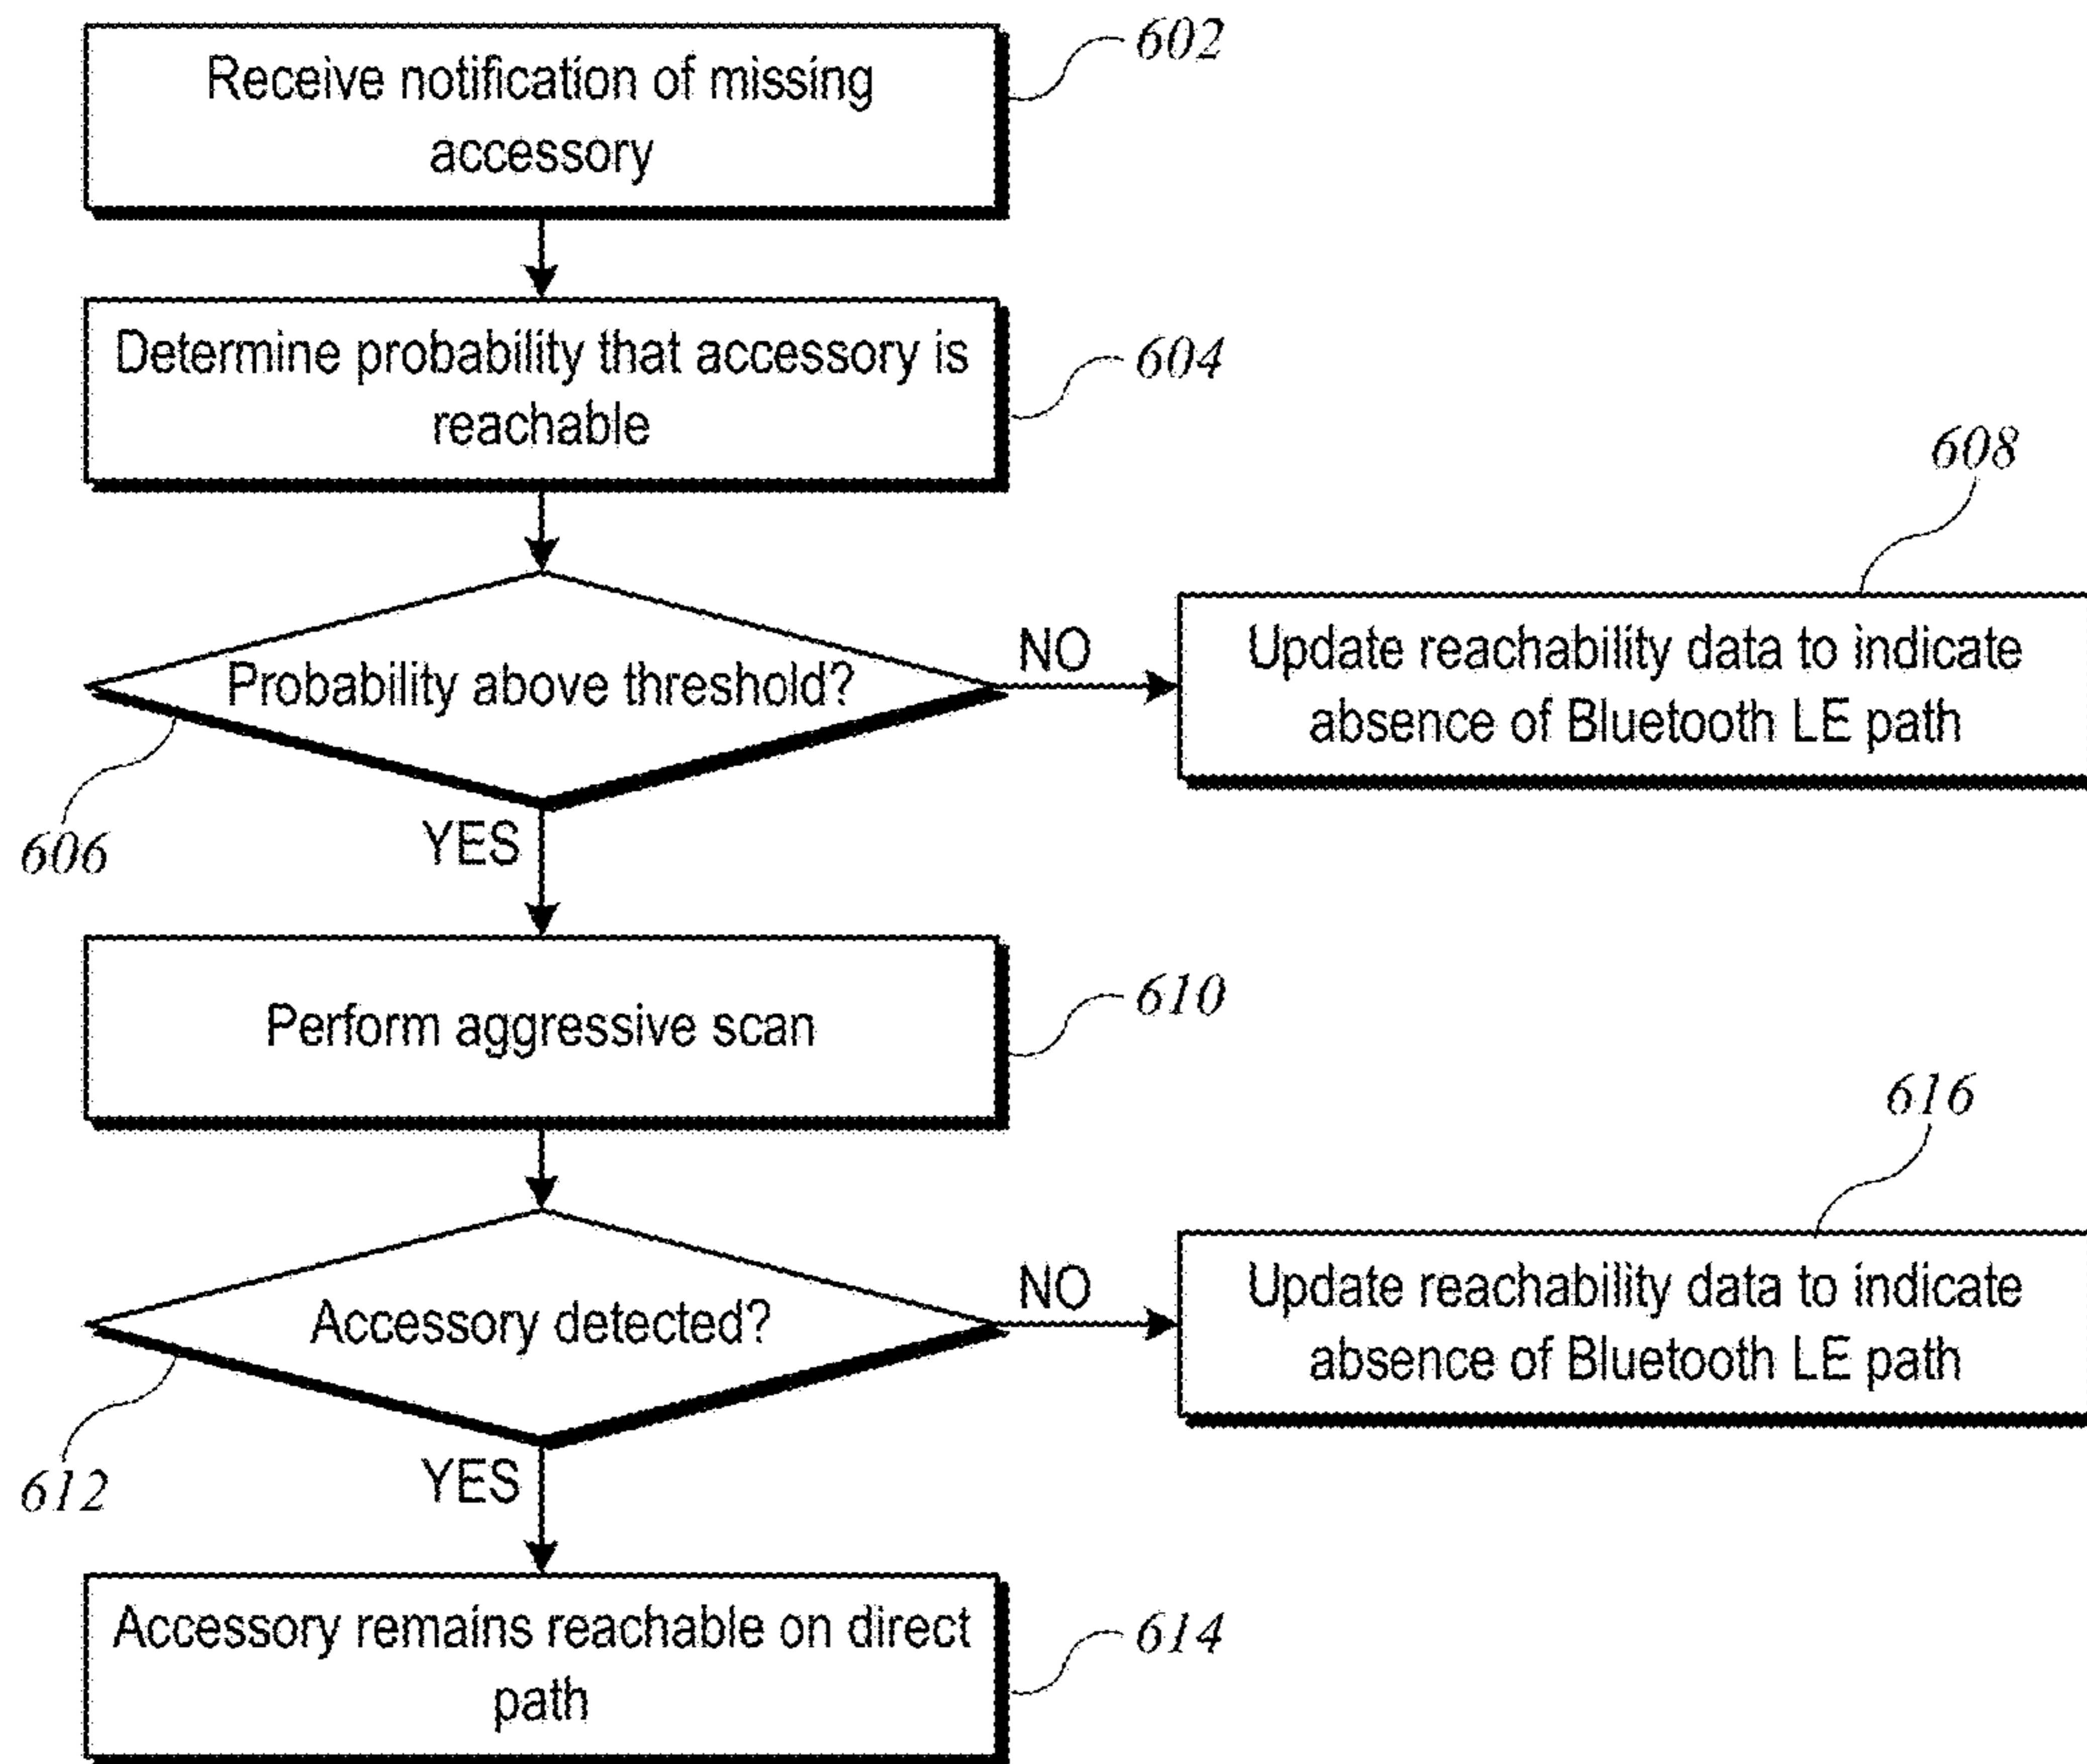 Receive notification of missing
accessory
602
Determine probability that accessory is
reachable
604
Probability above threshold?
606
NO
Update reachability data to indicate
absence of Bluetooth LE path
608
YES
Perform aggressive scan
610
Accessory detected?
612
NO
Update reachability data to indicate
absence of Bluetooth LE path
616
YES
Accessory remains reachable on direct
path
614